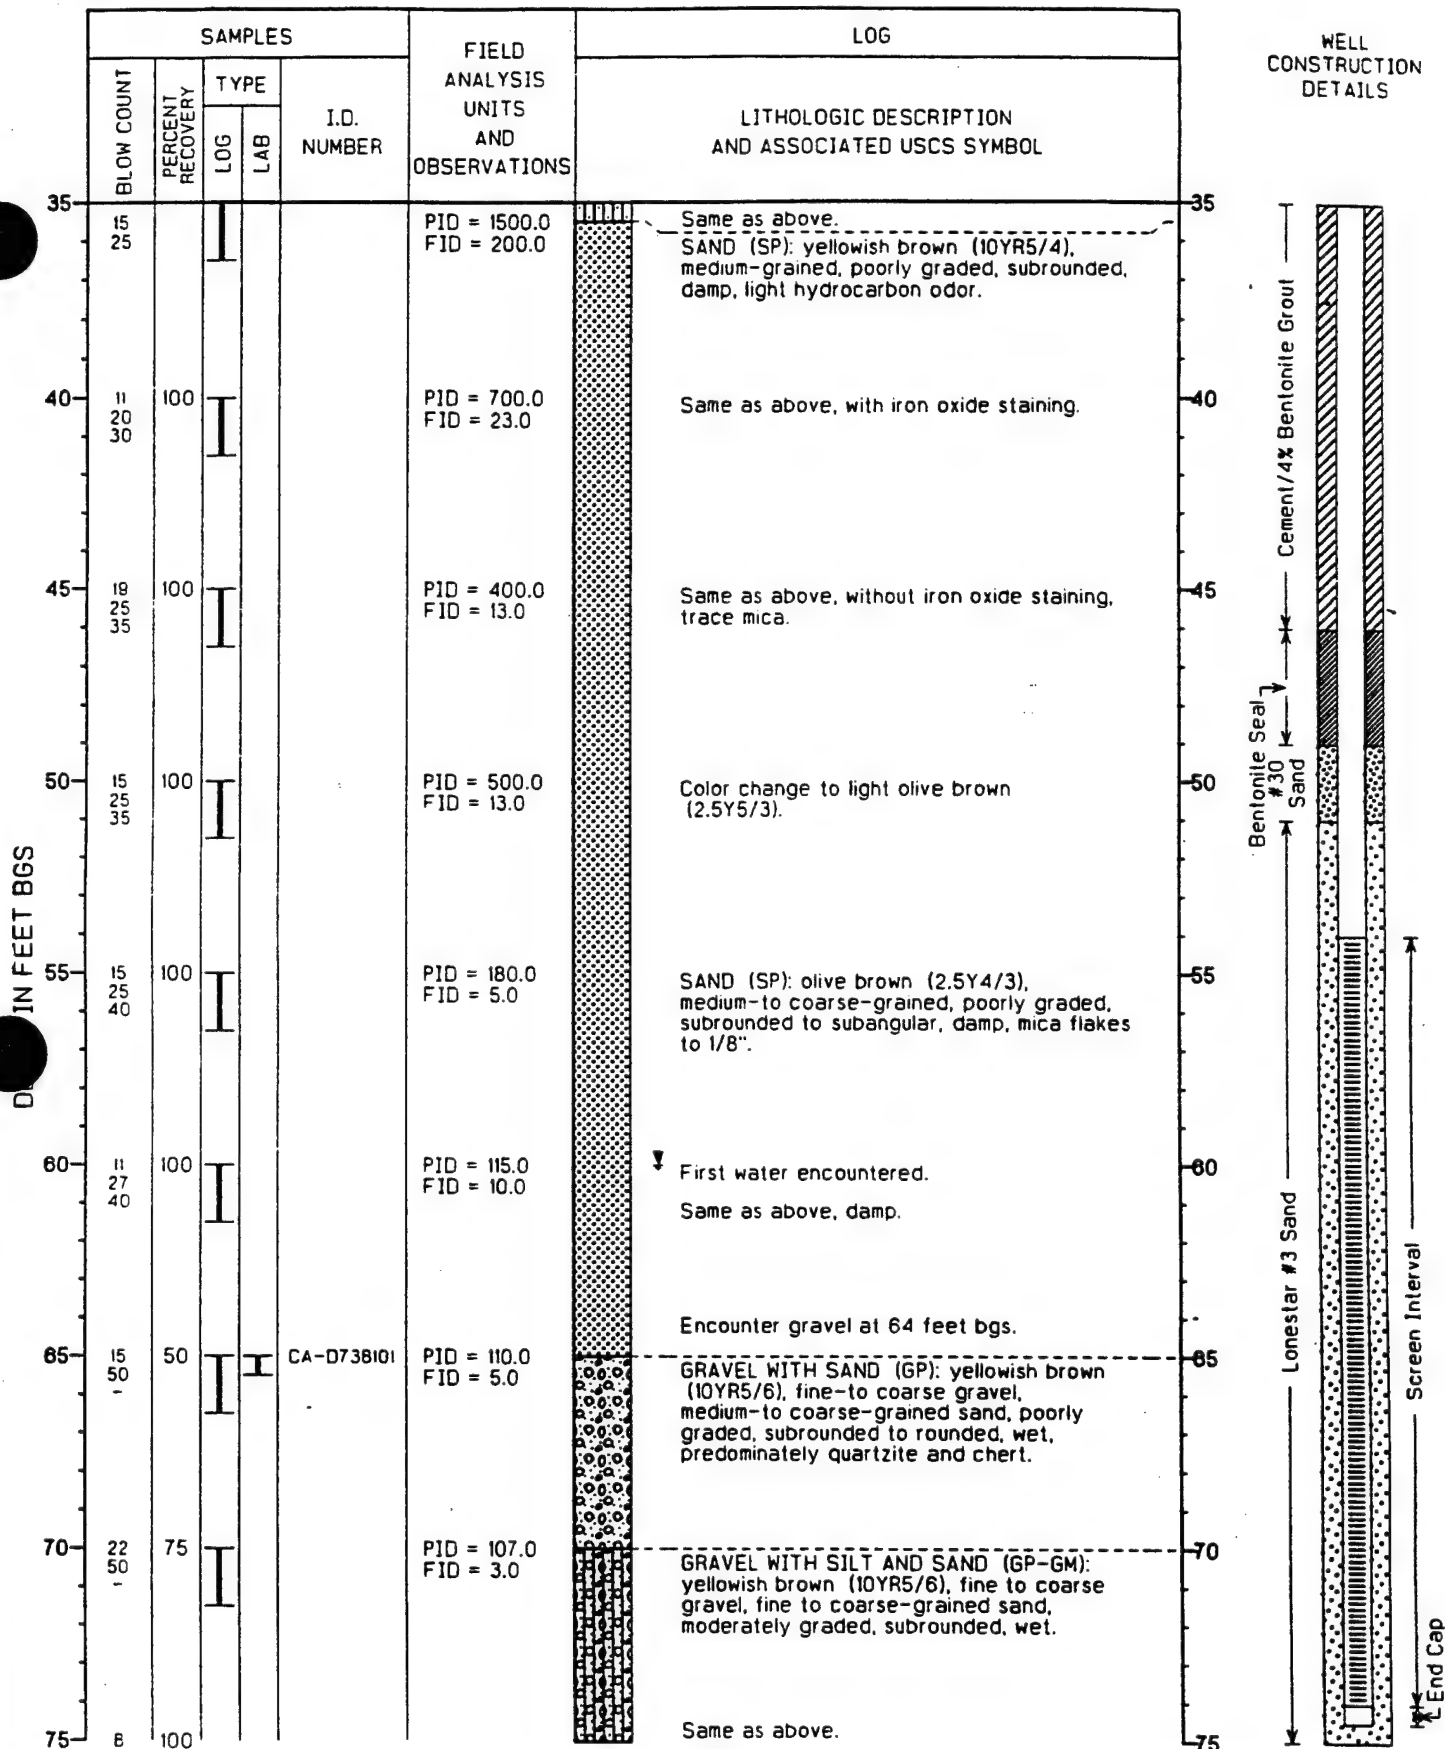 SAMPLES
FIELD
ANALYSIS
UNITS
AND
OBSERVATIONS
LOG
WELL
CONSTRUCTION
DETAILS
BLOW COUNT
PERCENT
RECOVERY
TYPE
LOG
LAB
I.D.
NUMBER
LITHOLOGIC DESCRIPTION
AND ASSOCIATED USCS SYMBOL
IN FEET BGS
35
15
25
PID = 1500.0
FID = 200.0
Same as above.
SAND (SP): yellowish brown (10YR5/4),
medium-grained, poorly graded, subrounded,
damp, light hydrocarbon odor.
35
40
11
20
30
100
PID = 700.0
FID = 23.0
Same as above, with iron oxide staining.
40
45
19
25
35
100
PID = 400.0
FID = 13.0
Same as above, without iron oxide staining,
trace mica.
45
50
15
25
35
100
PID = 500.0
FID = 13.0
Color change to light olive brown
(2.5Y5/3).
50
55
15
25
40
100
PID = 180.0
FID = 5.0
SAND (SP): olive brown (2.5Y4/3),
medium-to coarse-grained, poorly graded,
subrounded to subangular, damp, mica flakes
to 1/8".
55
60
11
27
40
100
PID = 115.0
FID = 10.0
First water encountered.
Same as above, damp.
60
Encounter gravel at 64 feet bgs.
65
15
50
-
50
CA-D738101
PID = 110.0
FID = 5.0
GRAVEL WITH SAND (GP): yellowish brown
(10YR5/6), fine-to coarse gravel,
medium-to coarse-grained sand, poorly
graded, subrounded to rounded, wet,
predominately quartzite and chert.
65
70
22
50
-
75
PID = 107.0
FID = 3.0
GRAVEL WITH SILT AND SAND (GP-GM):
yellowish brown (10YR5/6), fine to coarse
gravel, fine to coarse-grained sand,
moderately graded, subrounded, wet.
70
75
8
100
Same as above.
75
Cement/4% Bentonite Grout
Bentonite Seal
#30
Sand
Lonestar #3 Sand
Screen Interval
End Cap